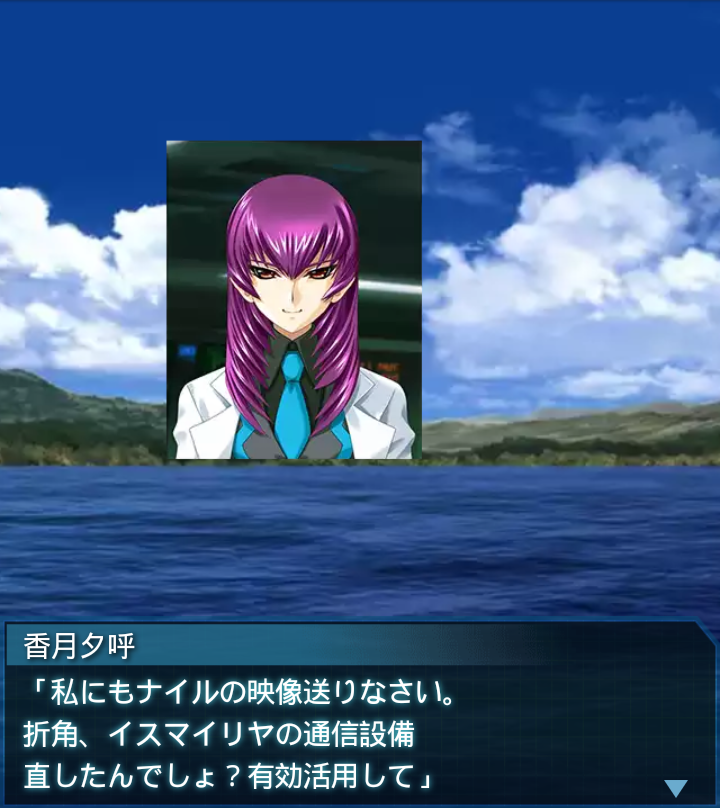 香月夕呼
「私にもナイルの映像送りなさい。
折角、イスマイリヤの通信設備
直したんでしょ？有効活用して」